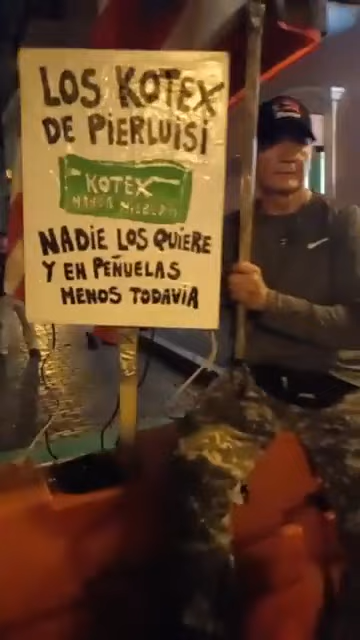 LOS KOTEX
DE PIERLUISI
KOTEX
NADIE LOS QUIERE
Y EN PEÑUELAS
MENOS TODAVIA